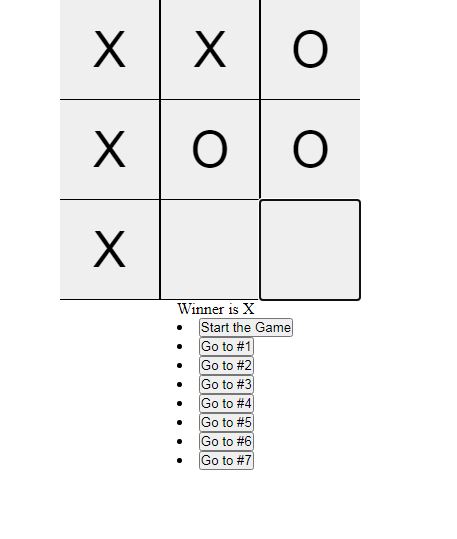 X X O
X O O
X
Winner is X
Start the Game
Go to #1
Go to #2
Go to #3
Go to #4
Go to #5
Go to #6
Go to #7